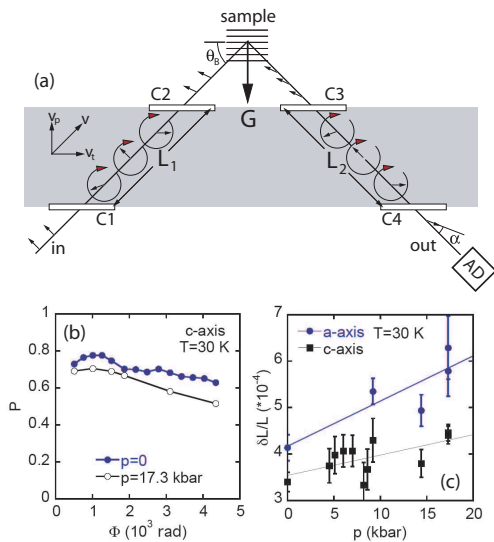 sample
θB
(a)
C2
C3
G
vp
v
vt
L1
L2
C1
C4
in
out
α
AD
(b)
c-axis
T=30 K
1
0.8
0.6
0.4
0.2
0
P
p=0
p=17.3 kbar
0 1 2 3 4 5
Φ (10³ rad)
7
6
5
4
3
δL/L (*10⁻⁴)
a-axis T=30 K
c-axis
(c)
0 5 10 15 20
p (kbar)